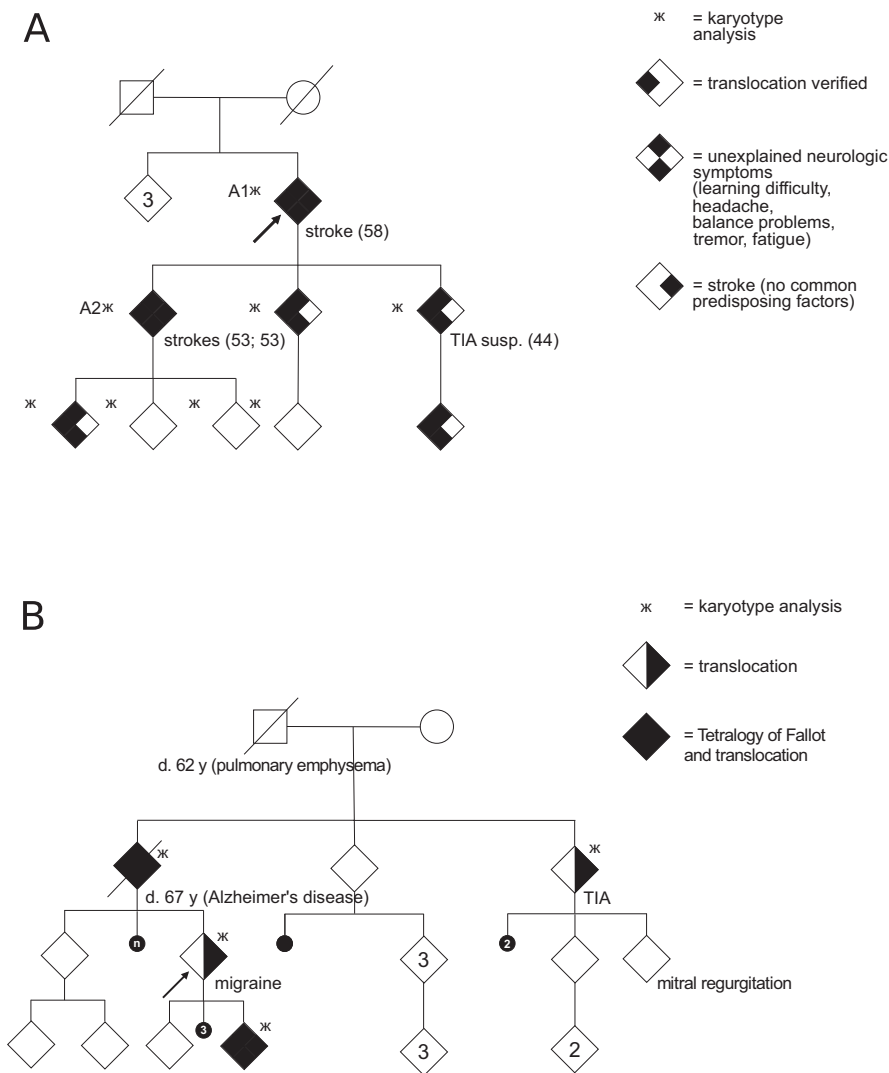 A
ж = karyotype
analysis
= translocation verified
= unexplained neurologic
symptoms
(learning difficulty,
headache,
balance problems,
tremor, fatigue)
= stroke (no common
predisposing factors)
3
A1ж
stroke (58)
A2ж
ж
ж
strokes (53; 53)
TIA susp. (44)
ж
ж
ж
ж
B
ж = karyotype analysis
= translocation
= Tetralogy of Fallot
and translocation
d. 62 y (pulmonary emphysema)
ж
ж
d. 67 y (Alzheimer's disease)
TIA
n
ж
2
3
migraine
mitral regurgitation
3
ж
3
2